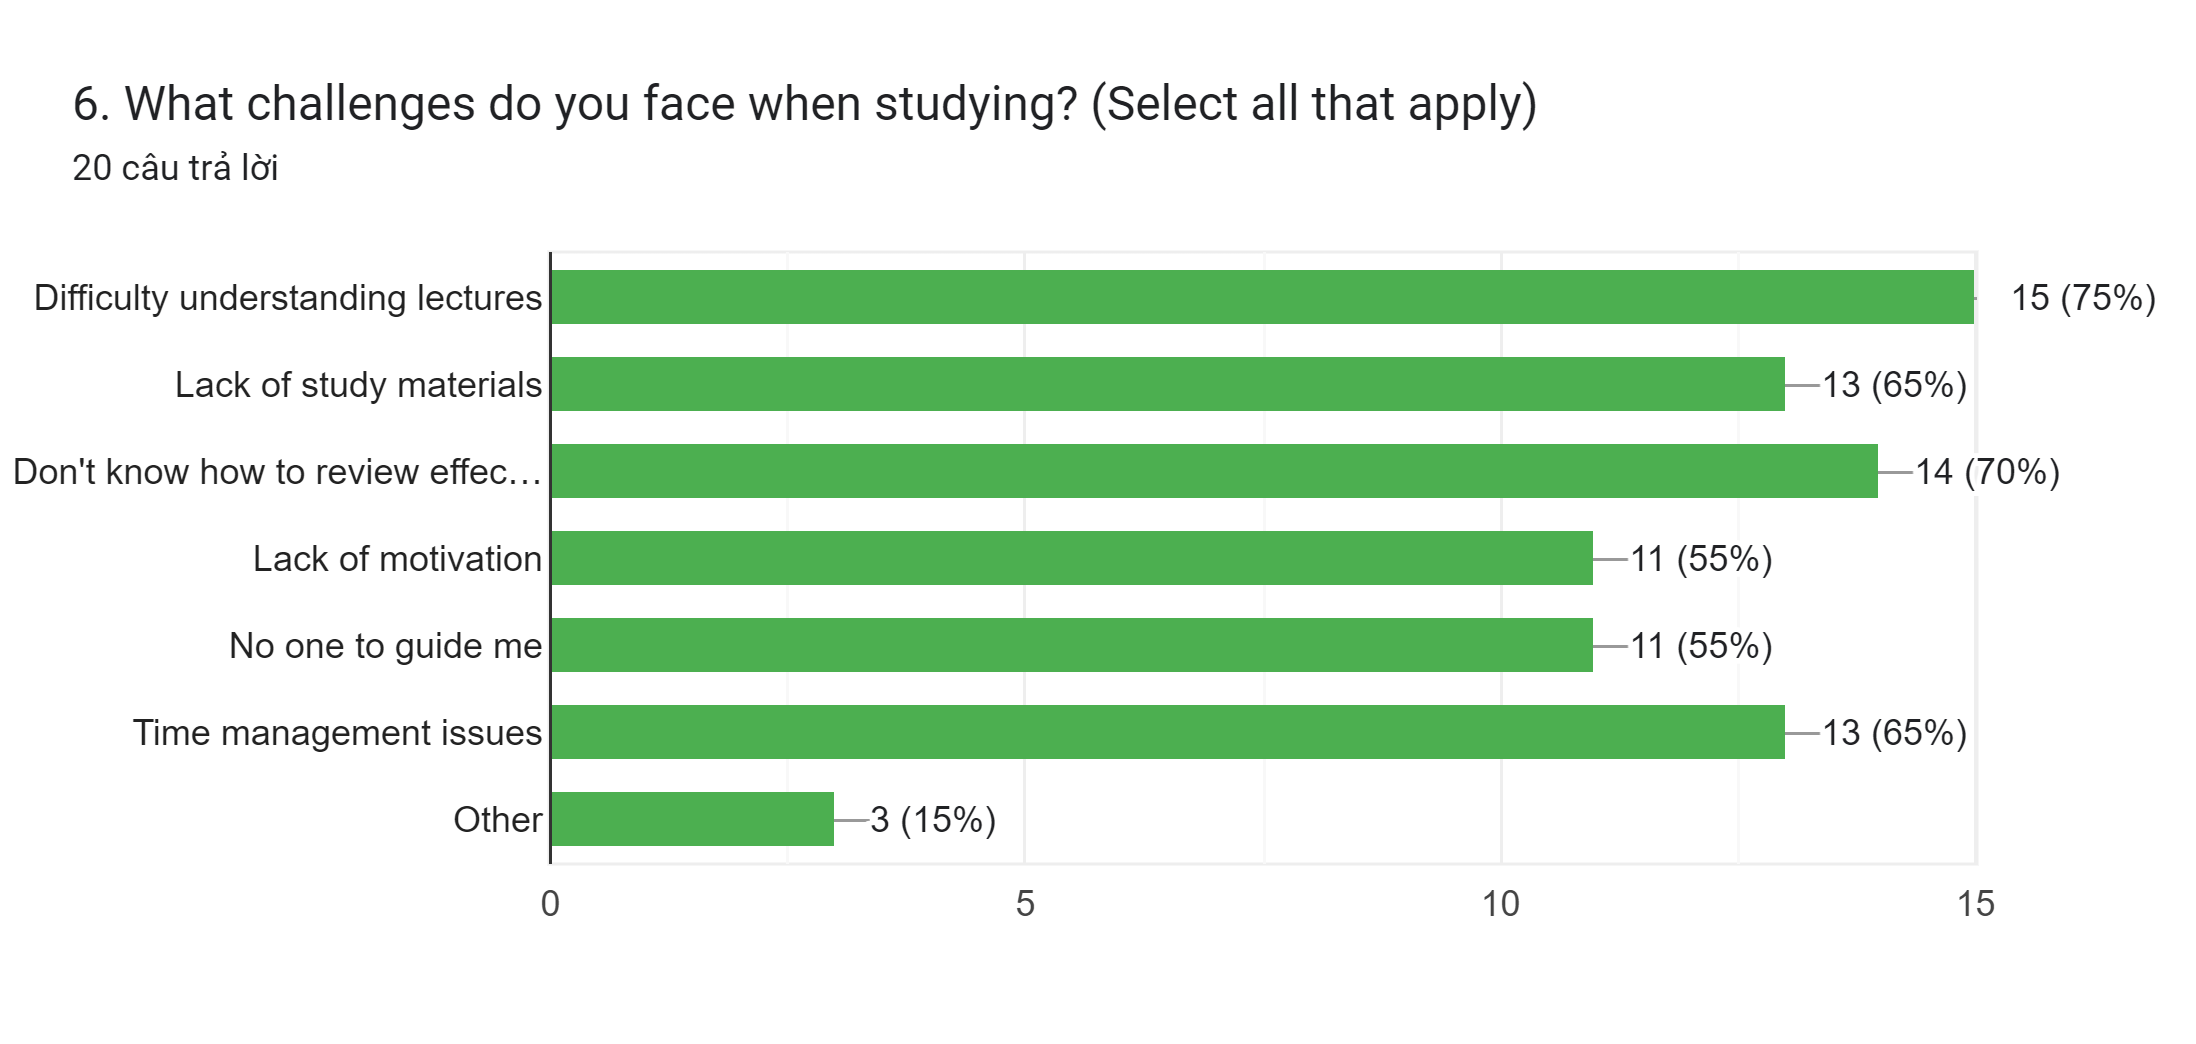 6. What challenges do you face when studying? (Select all that apply)
20 câu trả lời
Difficulty understanding lectures 15 (75%)
Lack of study materials 13 (65%)
Don't know how to review effec… 14 (70%)
Lack of motivation 11 (55%)
No one to guide me 11 (55%)
Time management issues 13 (65%)
Other 3 (15%)
0 5 10 15